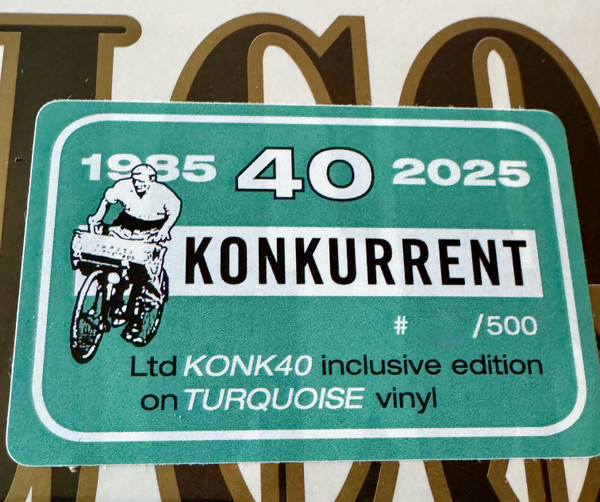 1985 40 2025
KONKURRENT
# /500
Ltd KONK40 inclusive edition
on TURQUOISE vinyl